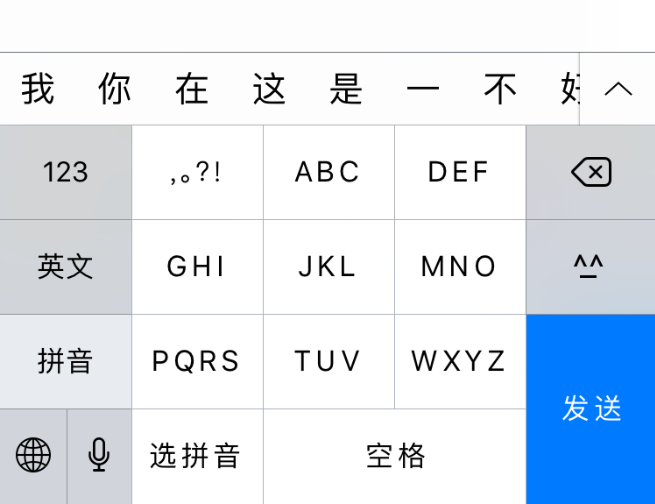 我 你 在 这 是 一 不 好
123 ,。?! ABC DEF
英文 GHI JKL MNO ^_^
拼音 PQRS TUV WXYZ
发送
选拼音 空格